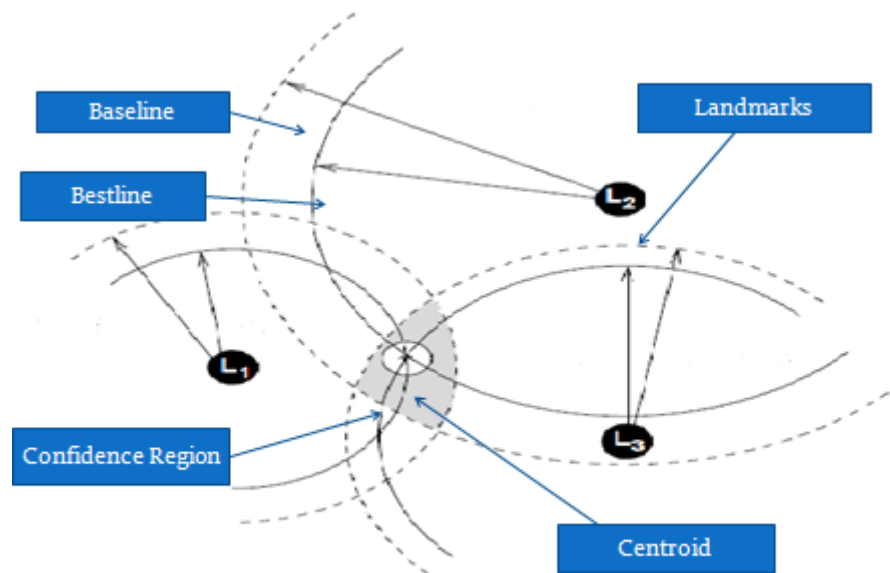 Baseline
Landmarks
Bestline
L2
L1
Confidence Region
L3
Centroid